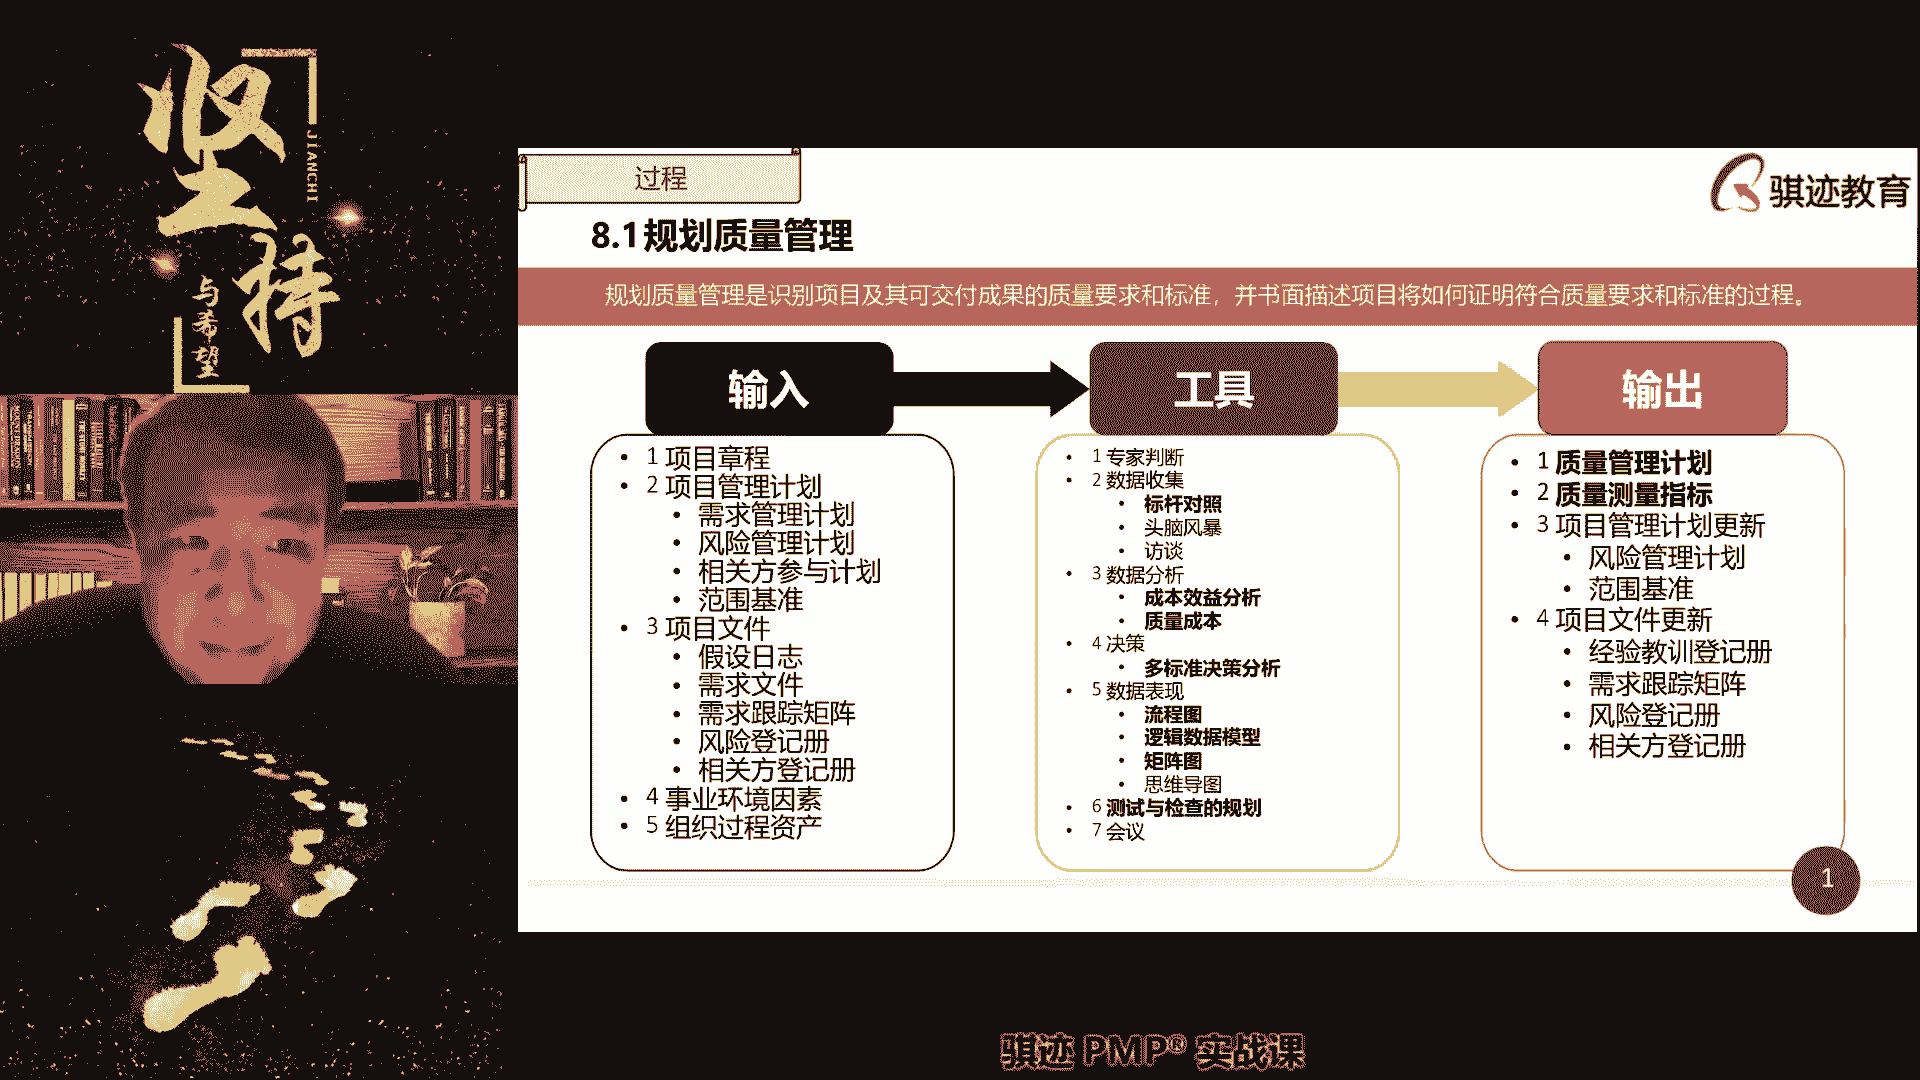 坚持
JIANCHI
与希望
过程
骐迹教育
8.1规划质量管理
规划质量管理是识别项目及其可交付成果的质量要求和标准，并书面描述项目将如何证明符合质量要求和标准的过程。
输入
• 1 项目章程
• 2 项目管理计划
• 需求管理计划
• 风险管理计划
• 相关方参与计划
• 范围基准
• 3 项目文件
• 假设日志
• 需求文件
• 需求跟踪矩阵
• 风险登记册
• 相关方登记册
• 4 事业环境因素
• 5 组织过程资产
工具
• 1 专家判断
• 2 数据收集
• 标杆对照
• 头脑风暴
• 访谈
• 3 数据分析
• 成本效益分析
• 质量成本
• 4 决策
• 多标准决策分析
• 5 数据表现
• 流程图
• 逻辑数据模型
• 矩阵图
• 思维导图
• 6 测试与检查的规划
• 7 会议
输出
• 1 质量管理计划
• 2 质量测量指标
• 3 项目管理计划更新
• 风险管理计划
• 范围基准
• 4 项目文件更新
• 经验教训登记册
• 需求跟踪矩阵
• 风险登记册
• 相关方登记册
1
骐迹 PMP® 实战课